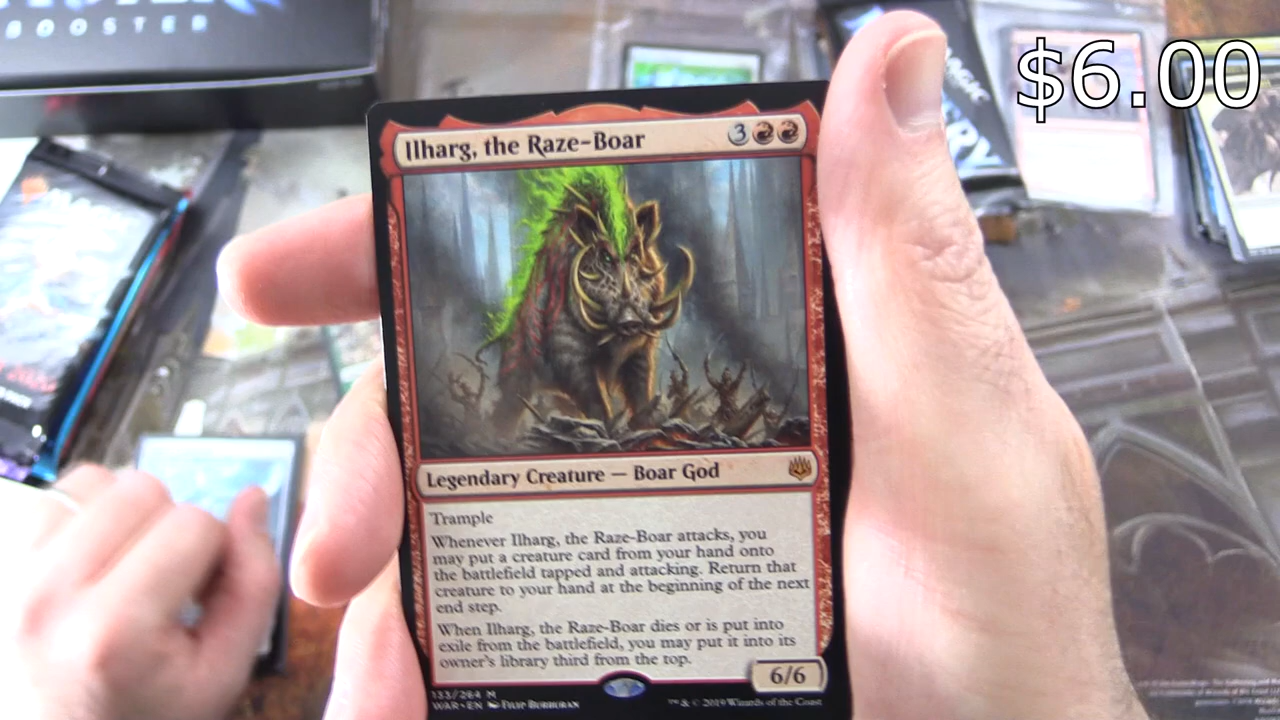 BOOSTER
$6.00
MAGIC
Ilharg, the Raze-Boar 3
Legendary Creature — Boar God
Trample
Whenever Ilharg, the Raze-Boar attacks, you
may put a creature card from your hand onto
the battlefield tapped and attacking. Return that
creature to your hand at the beginning of the next
end step.
When Ilharg, the Raze-Boar dies or is put into
exile from the battlefield, you may put it into its
owner's library third from the top.
6/6
133/264 M
WAR • EN Filip Burburan
™ & © 2019 Wizards of the Coast